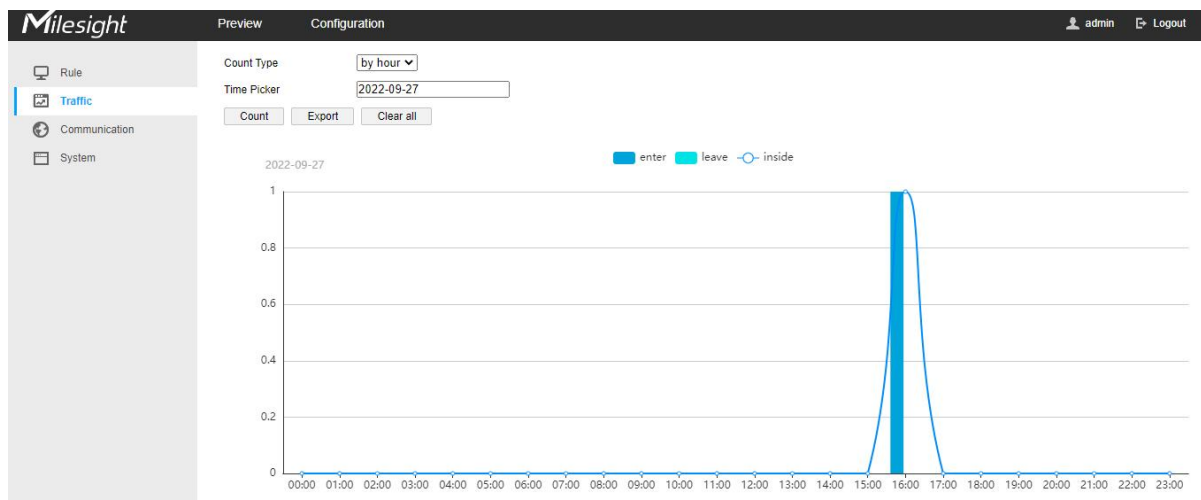 Milesight Preview Configuration admin Logout
Rule
Traffic
Communication
System
Count Type by hour
Time Picker 2022-09-27
Count Export Clear all
2022-09-27 enter leave inside
1
0.8
0.6
0.4
0.2
0
00:00 01:00 02:00 03:00 04:00 05:00 06:00 07:00 08:00 09:00 10:00 11:00 12:00 13:00 14:00 15:00 16:00 17:00 18:00 19:00 20:00 21:00 22:00 23:00